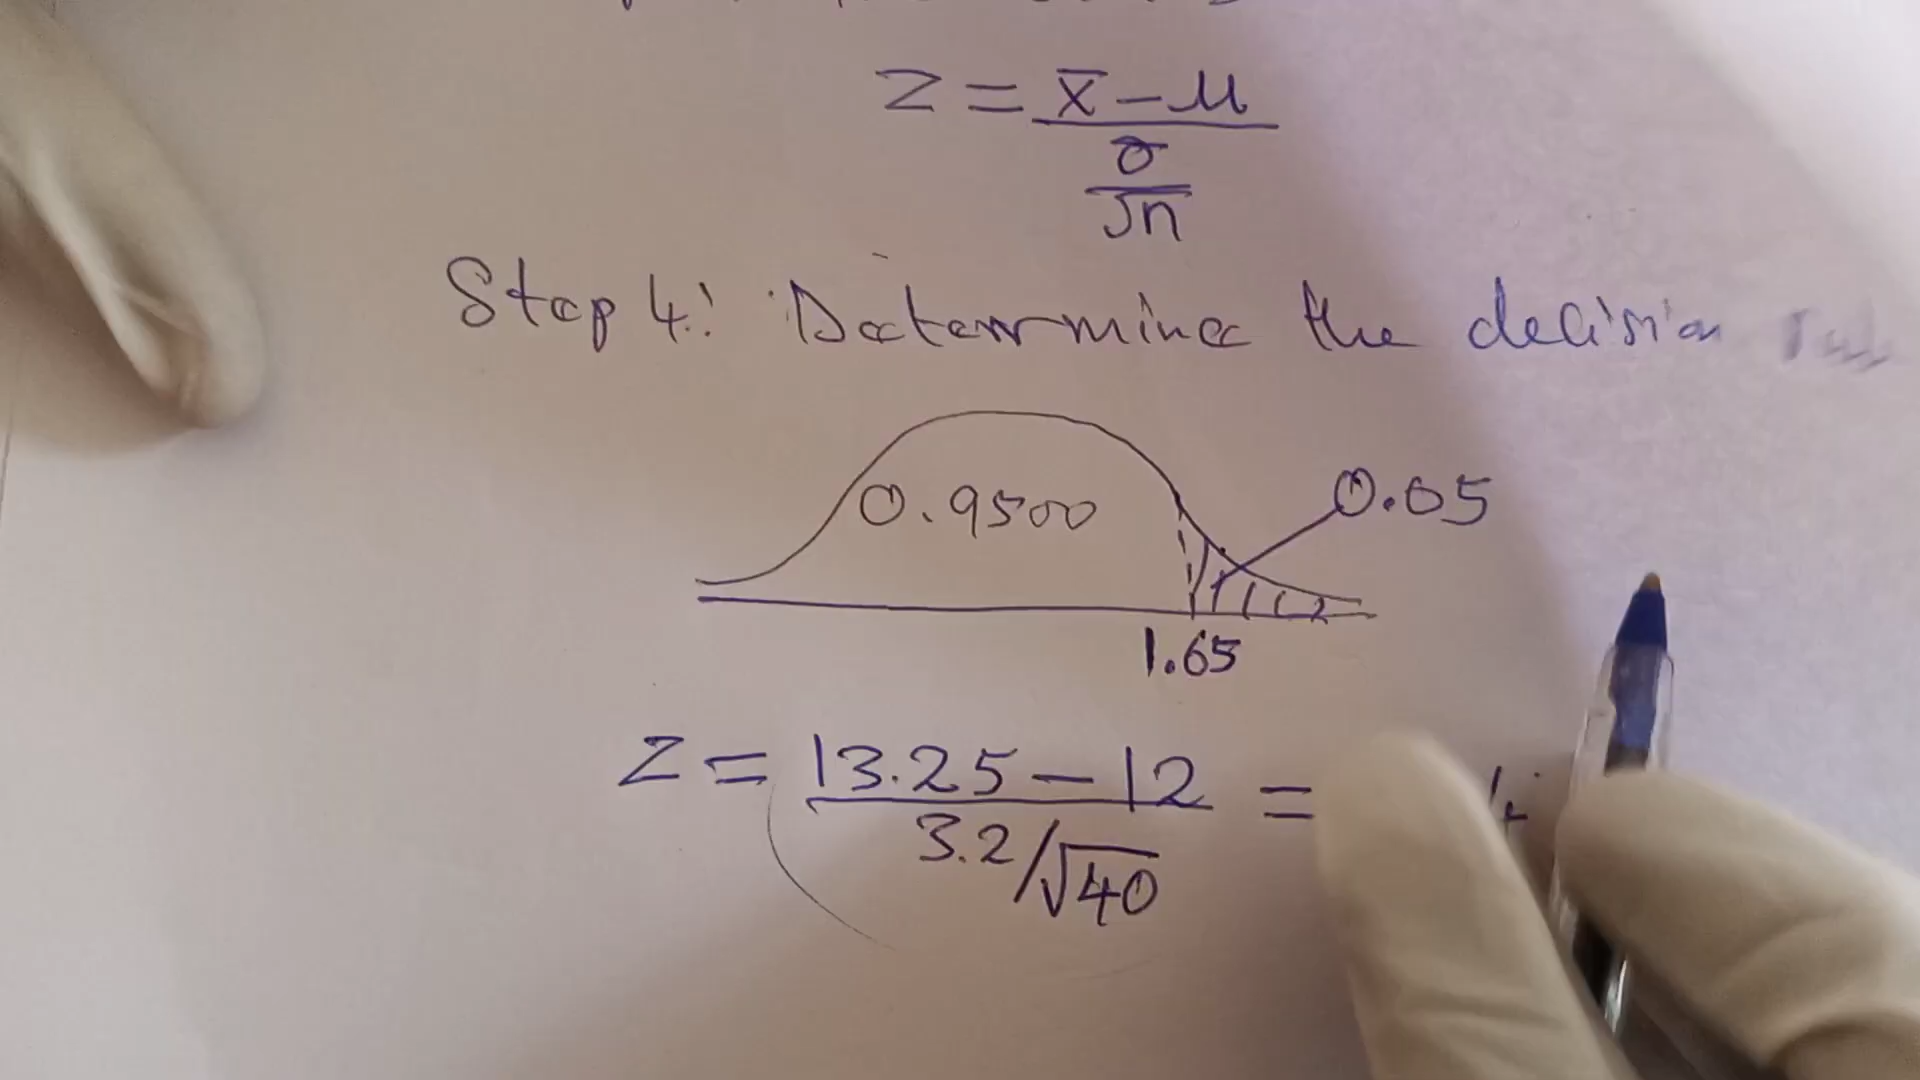 Z = x̄ - μ
σ
√n
Step 4: Determine the decision
0.9500
0.05
1.65
Z = 13.25 - 12 =
3.2/√40